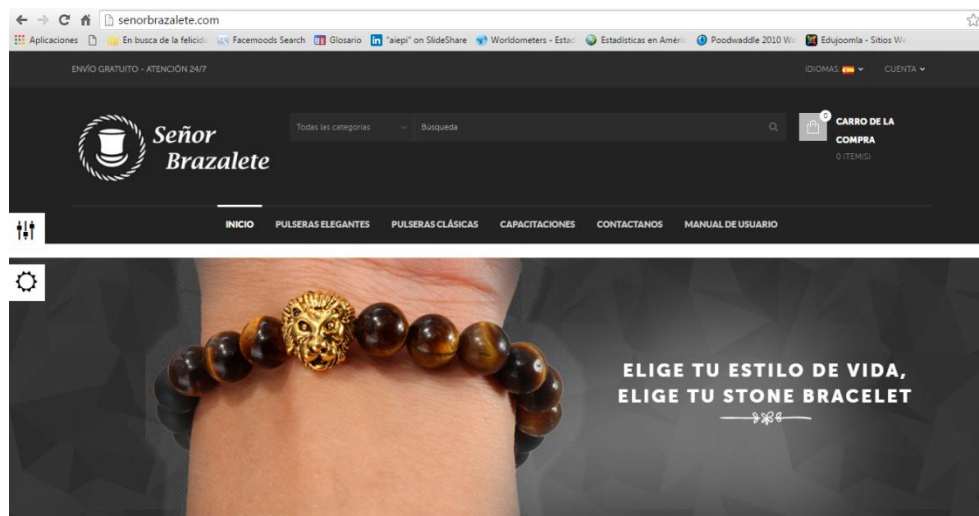 senorbrazalete.com
Aplicaciones En busca de la felicid Facemoods Search Glosario "aiepi" on SlideShare Worldometers - Estad Estadísticas en Améric Poodwaddle 2010 Wo Edujoomla - Sitios We
ENVÍO GRATUITO - ATENCIÓN 24/7
IDIOMAS: CUENTA
Señor
Brazalete
Todas las categorías Búsqueda
0
CARRO DE LA
COMPRA
0 ITEM(S)
INICIO PULSERAS ELEGANTES PULSERAS CLÁSICAS CAPACITACIONES CONTACTANOS MANUAL DE USUARIO
ELIGE TU ESTILO DE VIDA,
ELIGE TU STONE BRACELET